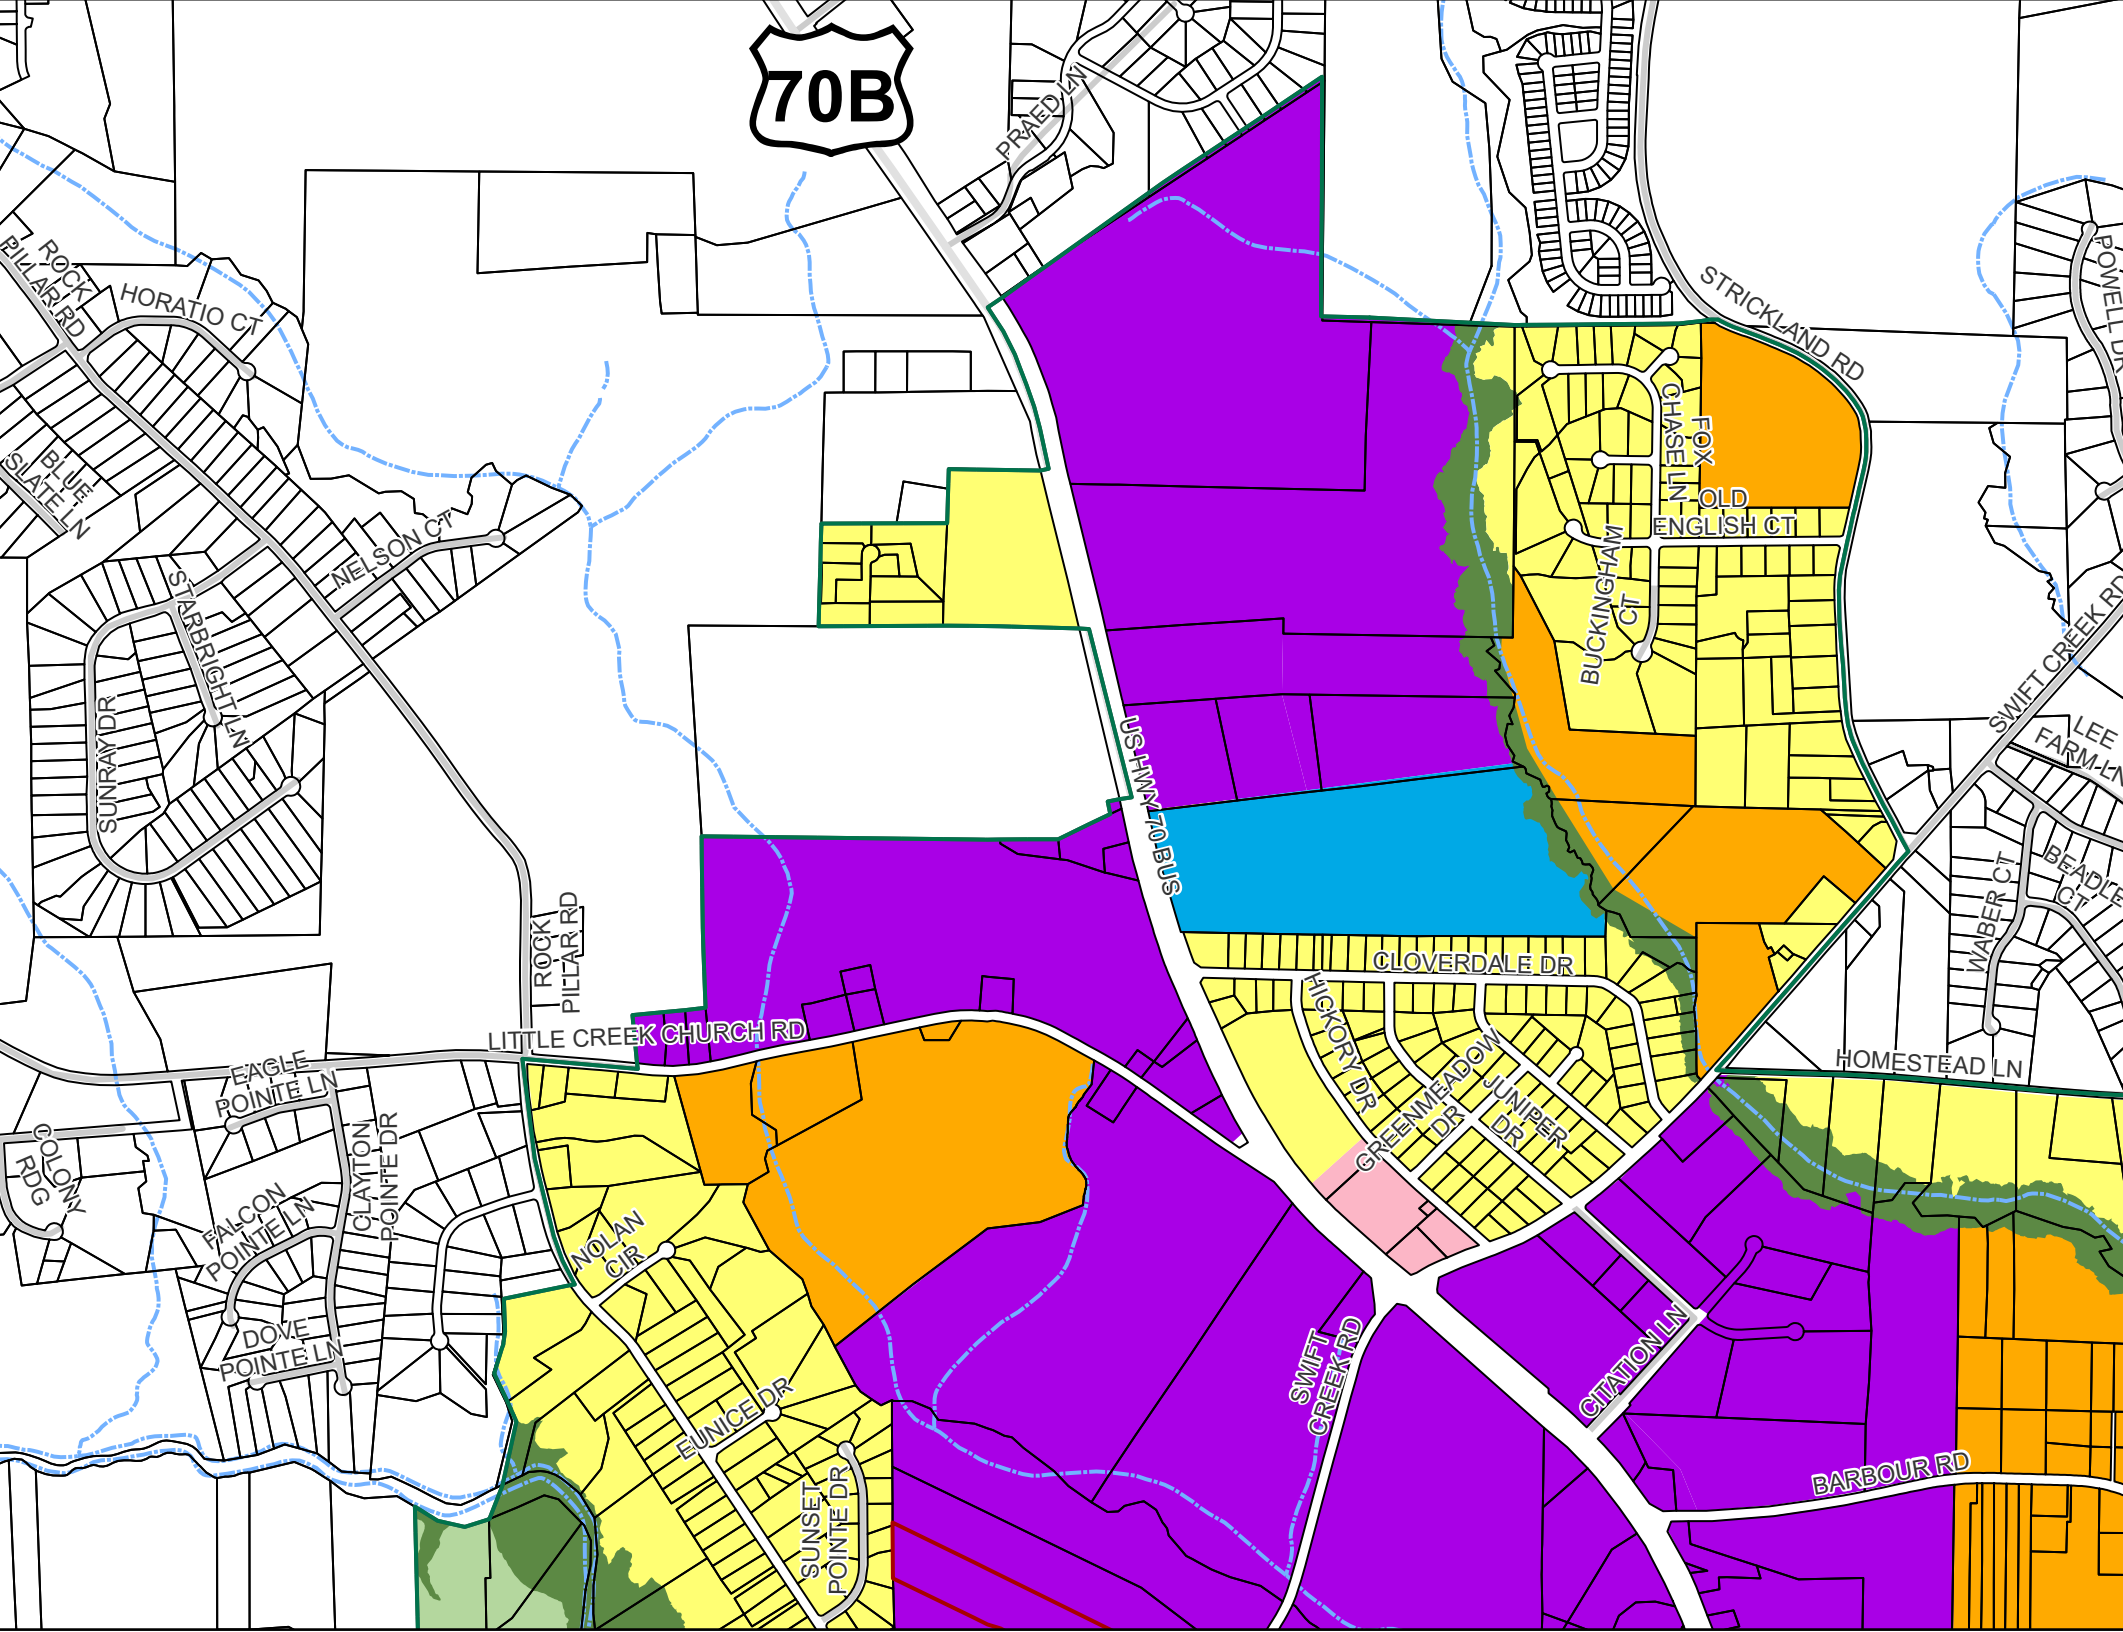 70B
PRAED LN
ROCK
PILLAR RD
HORATIO CT
STRICKLAND RD
POWELL DR
BLUE
SLATE LN
NELSON CT
FOX
CHASE LN
OLD
ENGLISH CT
BUCKINGHAM
CT
STARBRIGHT LN
SUNRAY DR
SWIFT CREEK RD
LEE
FARM LN
US HWY 70 BUS
BEADLE
CT
WABER CT
ROCK
PILLAR RD
CLOVERDALE DR
HICKORY DR
LITTLE CREEK CHURCH RD
GREENMEADOW
DR
JUNIPER
DR
HOMESTEAD LN
EAGLE
POINTE LN
CLAYTON
POINTE DR
COLONY
RDG
FALCON
POINTE LN
NOLAN
CIR
DOVE
POINTE LN
SWIFT
CREEK RD
CITATION LN
EUNICE DR
SUNSET
POINTE DR
BARBOUR RD